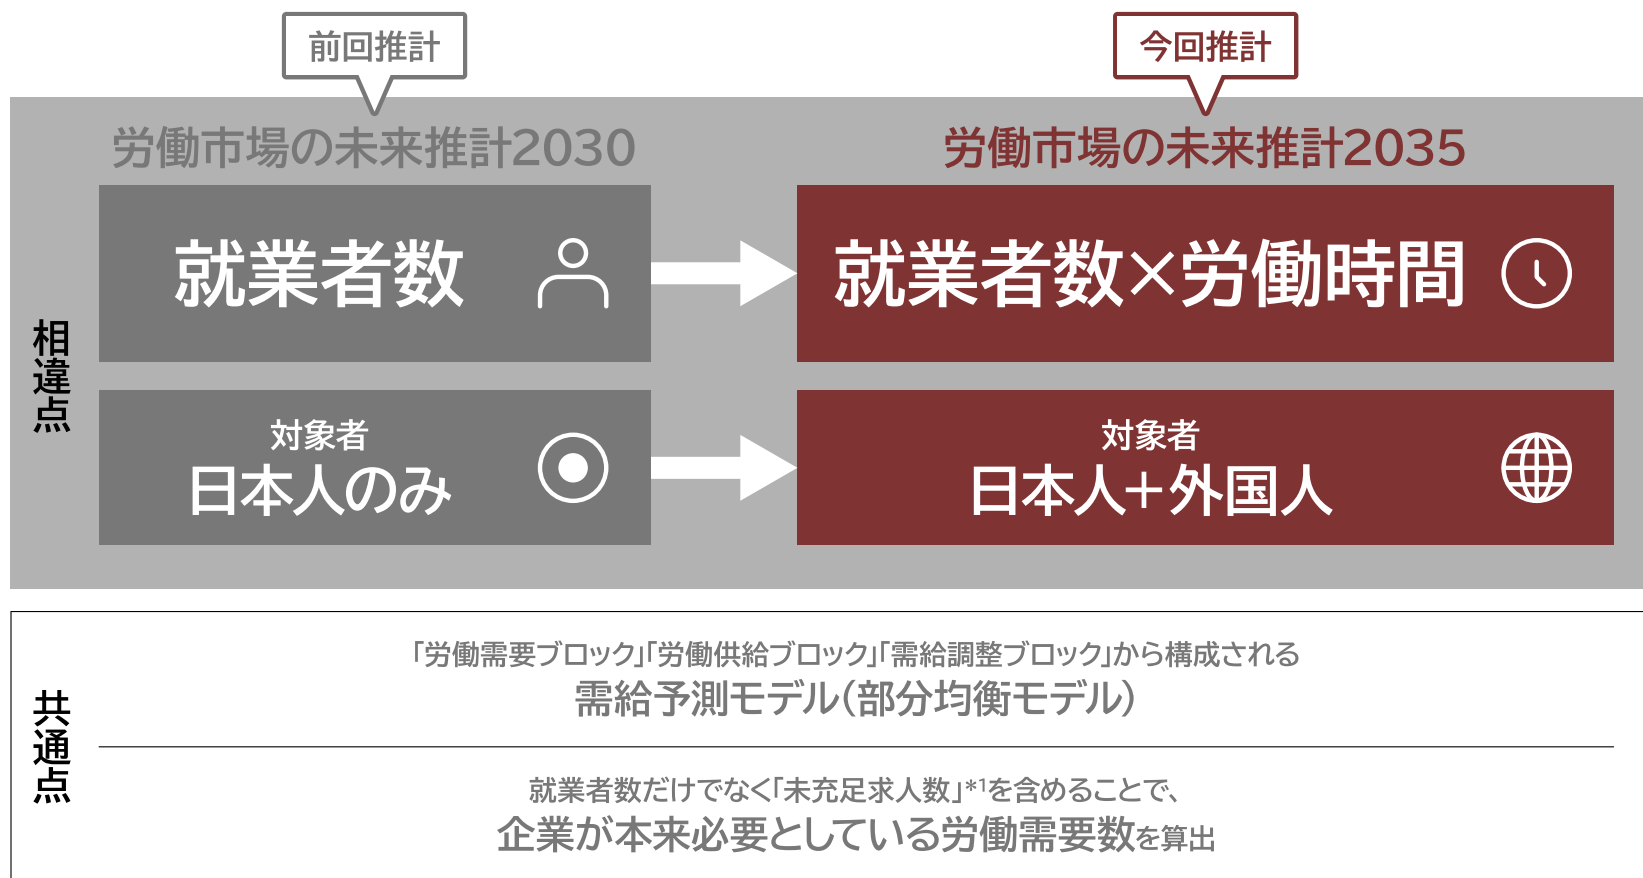 前回推計
今回推計
労働市場の未来推計2030
労働市場の未来推計2035
相違点
就業者数
就業者数×労働時間
対象者
日本人のみ
対象者
日本人+外国人
共通点
「労働需要ブロック」「労働供給ブロック」「需給調整ブロック」から構成される
需給予測モデル(部分均衡モデル)
就業者数だけでなく「未充足求人数」*1を含めることで、
企業が本来必要としている労働需要数を算出